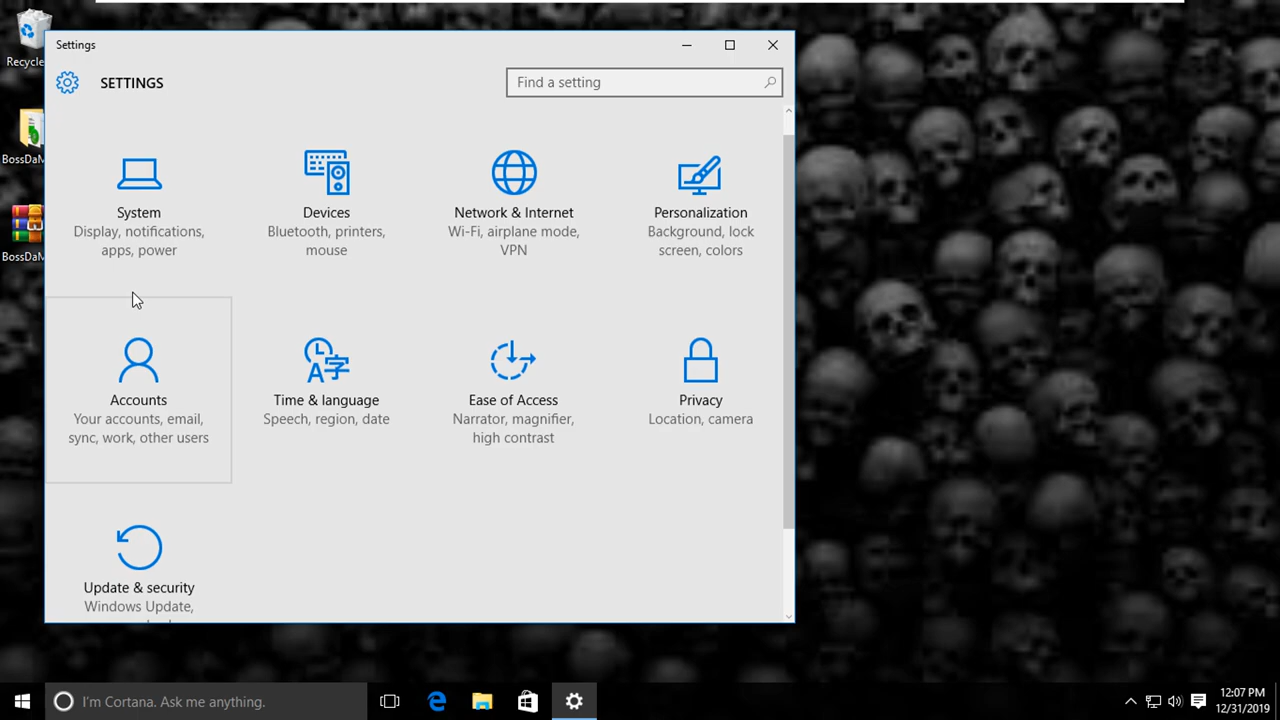 Recycle
BossDaM
BossDaM
Settings
SETTINGS
Find a setting
System
Display, notifications,
apps, power
Devices
Bluetooth, printers,
mouse
Network & Internet
Wi-Fi, airplane mode,
VPN
Personalization
Background, lock
screen, colors
Accounts
Your accounts, email,
sync, work, other users
Time & language
Speech, region, date
Ease of Access
Narrator, magnifier,
high contrast
Privacy
Location, camera
Update & security
Windows Update,
I'm Cortana. Ask me anything.
12:07 PM
12/31/2019